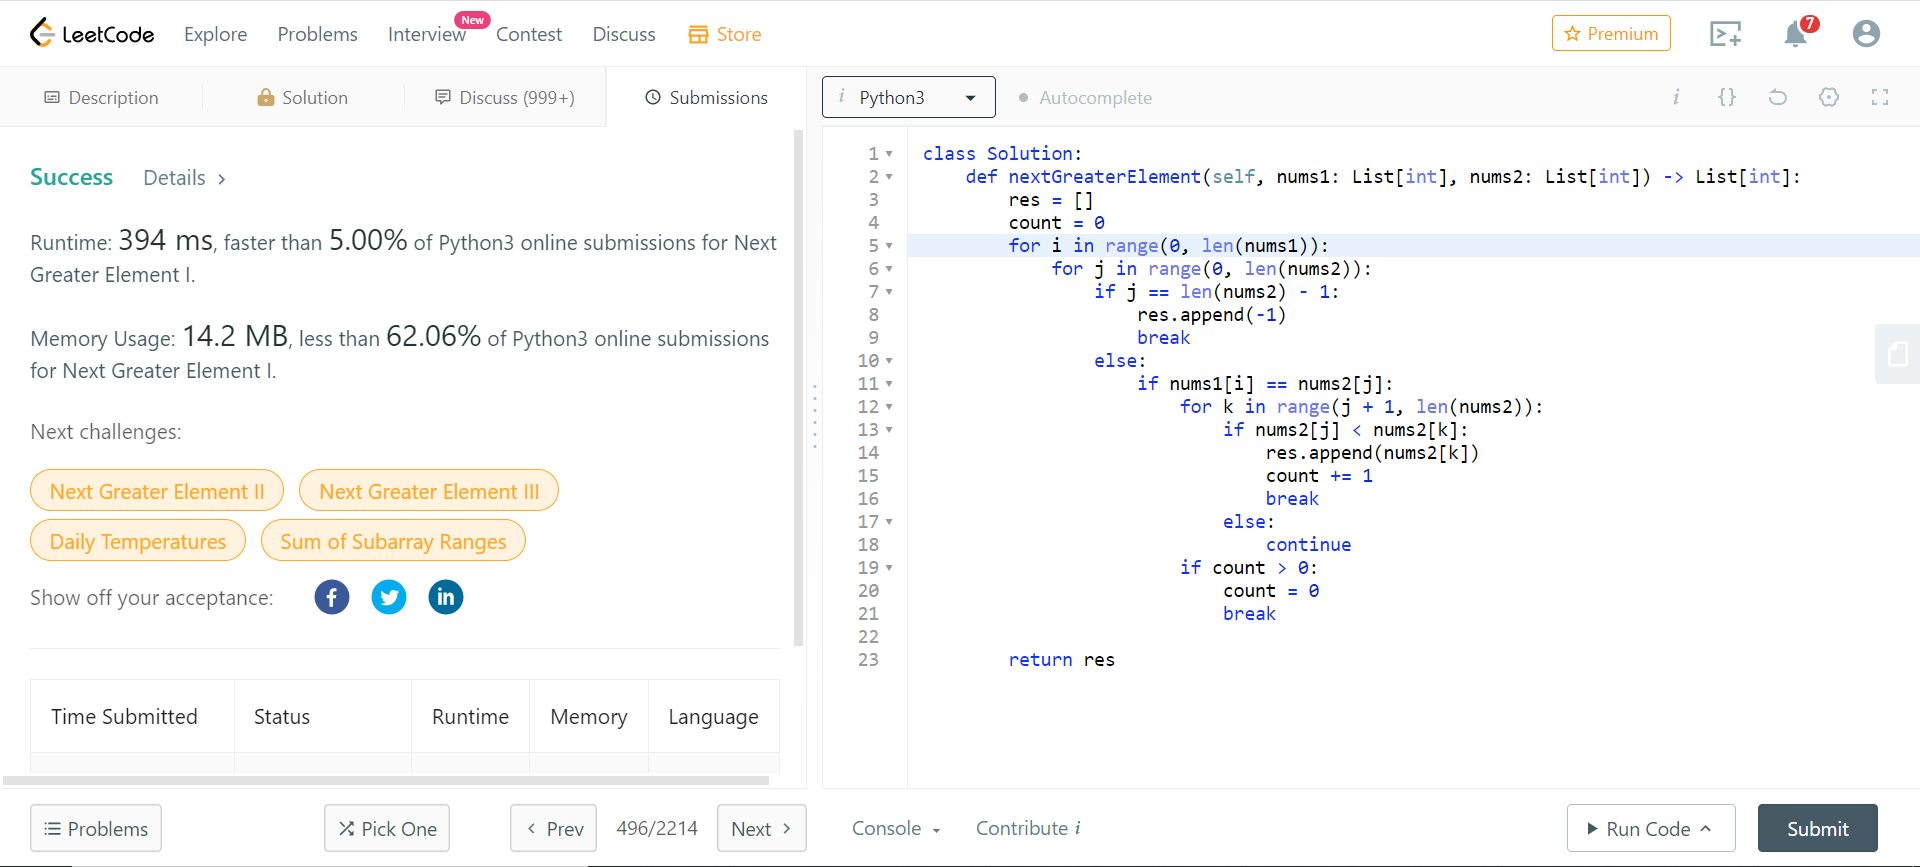 LeetCode Explore Problems Interview New Contest Discuss Store Premium 7
Description Solution Discuss (999+) Submissions
Success Details ›
Runtime: 394 ms, faster than 5.00% of Python3 online submissions for Next
Greater Element I.
Memory Usage: 14.2 MB, less than 62.06% of Python3 online submissions
for Next Greater Element I.
Next challenges:
Next Greater Element II Next Greater Element III
Daily Temperatures Sum of Subarray Ranges
Show off your acceptance: f in
Time Submitted Status Runtime Memory Language
i Python3 Autocomplete i {}
1 class Solution:
2     def nextGreaterElement(self, nums1: List[int], nums2: List[int]) -> List[int]:
3         res = []
4         count = 0
5         for i in range(0, len(nums1)):
6             for j in range(0, len(nums2)):
7                 if j == len(nums2) - 1:
8                     res.append(-1)
9                     break
10                 else:
11                     if nums1[i] == nums2[j]:
12                         for k in range(j + 1, len(nums2)):
13                             if nums2[j] < nums2[k]:
14                                 res.append(nums2[k])
15                                 count += 1
16                                 break
17                             else:
18                                 continue
19                         if count > 0:
20                             count = 0
21                             break
22
23         return res
Problems Pick One ‹ Prev 496/2214 Next › Console Contribute i Run Code Submit